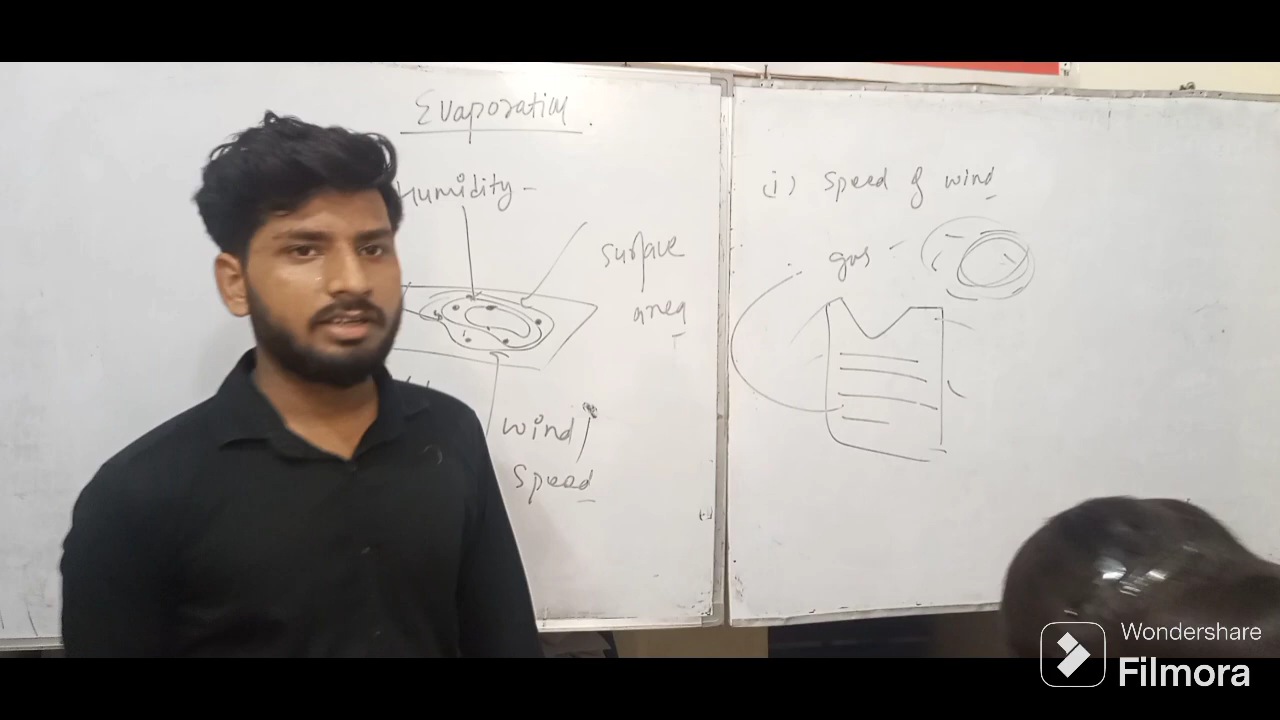 Evaporation
Humidity -
surface
area
wind
speed
(i) speed of wind
gas
Wondershare
Filmora